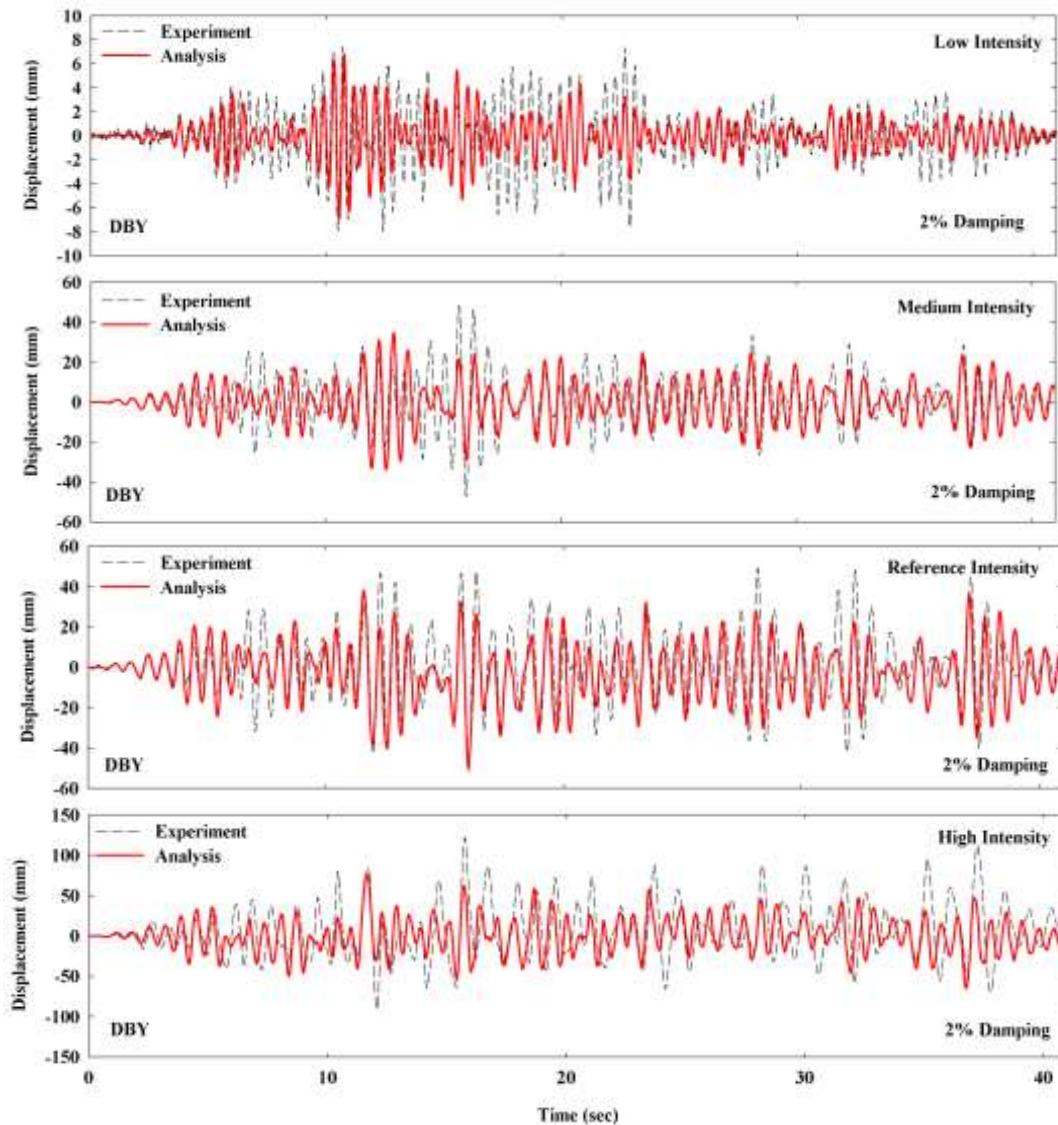 10
8
6
4
2
0
-2
-4
-6
-8
-10
Displacement (mm)
Experiment
Analysis
Low Intensity
DBY
2% Damping
60
40
20
0
-20
-40
-60
Displacement (mm)
Experiment
Analysis
Medium Intensity
DBY
2% Damping
60
40
20
0
-20
-40
-60
Displacement (mm)
Experiment
Analysis
Reference Intensity
DBY
2% Damping
150
100
50
0
-50
-100
-150
Displacement (mm)
Experiment
Analysis
High Intensity
DBY
2% Damping
0 10 20 30 40
Time (sec)